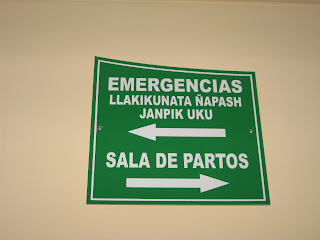 EMERGENCIAS
LLAKIKUNATA ÑAPASH
JANPIK UKU
SALA DE PARTOS